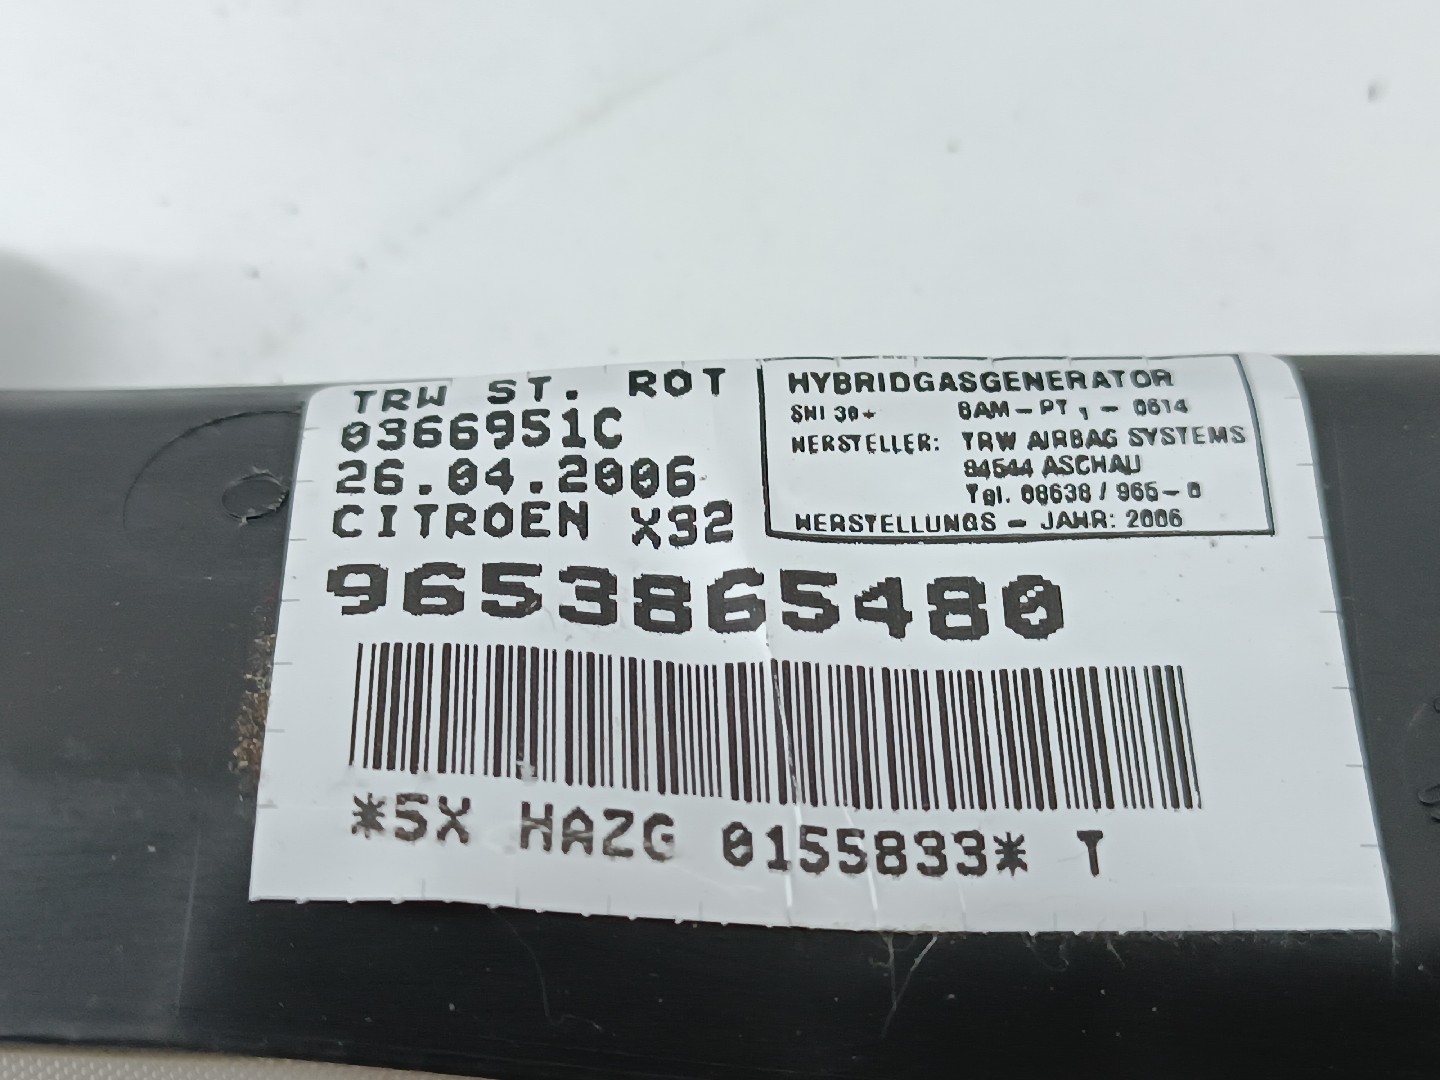 TRW ST. ROT
0366951C
26.04.2006
CITROEN X32
HYBRIDGASGENERATOR
SHI 30+ BAM-PT 1 - 0614
HERSTELLER: TRW AIRBAG SYSTEMS
84544 ASCHAU
Tel. 08638 / 965-0
HERSTELLUNGS - JAHR: 2006
9653865480
*5X HAZG 0155833* T